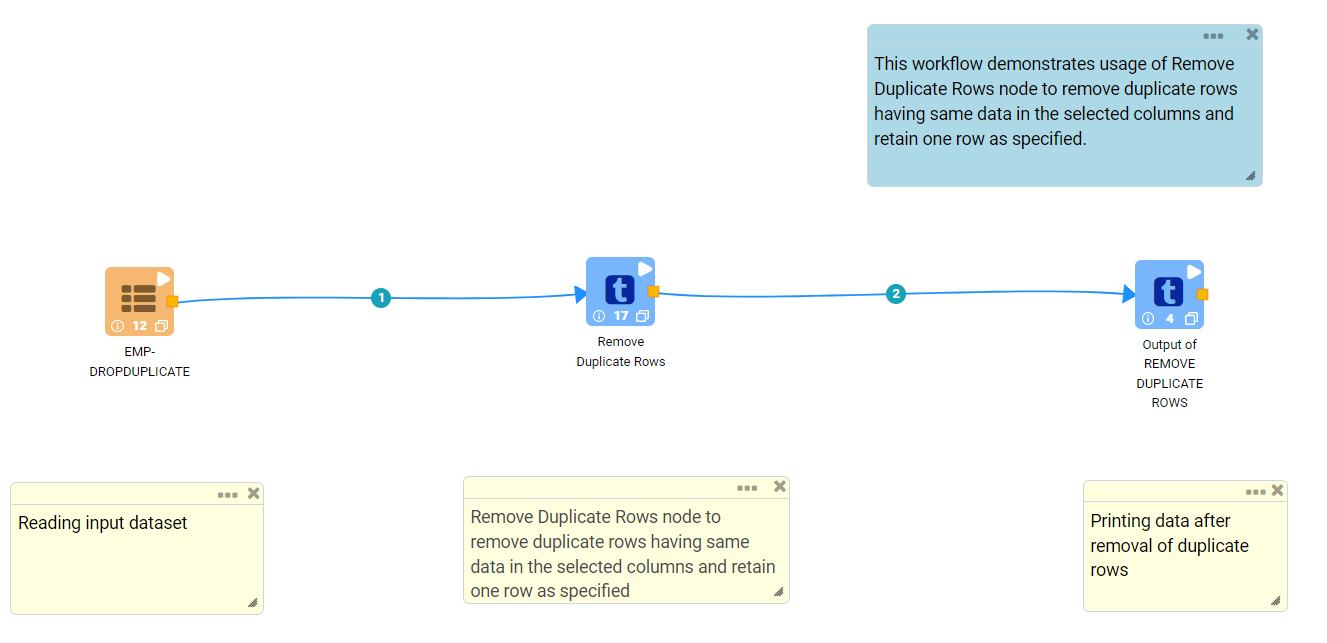 This workflow demonstrates usage of Remove
Duplicate Rows node to remove duplicate rows
having same data in the selected columns and
retain one row as specified.
1
2
t
t
12
17
4
EMP-
DROPDUPLICATE
Remove
Duplicate Rows
Output of
REMOVE
DUPLICATE
ROWS
Reading input dataset
Remove Duplicate Rows node to
remove duplicate rows having same
data in the selected columns and retain
one row as specified
Printing data after
removal of duplicate
rows